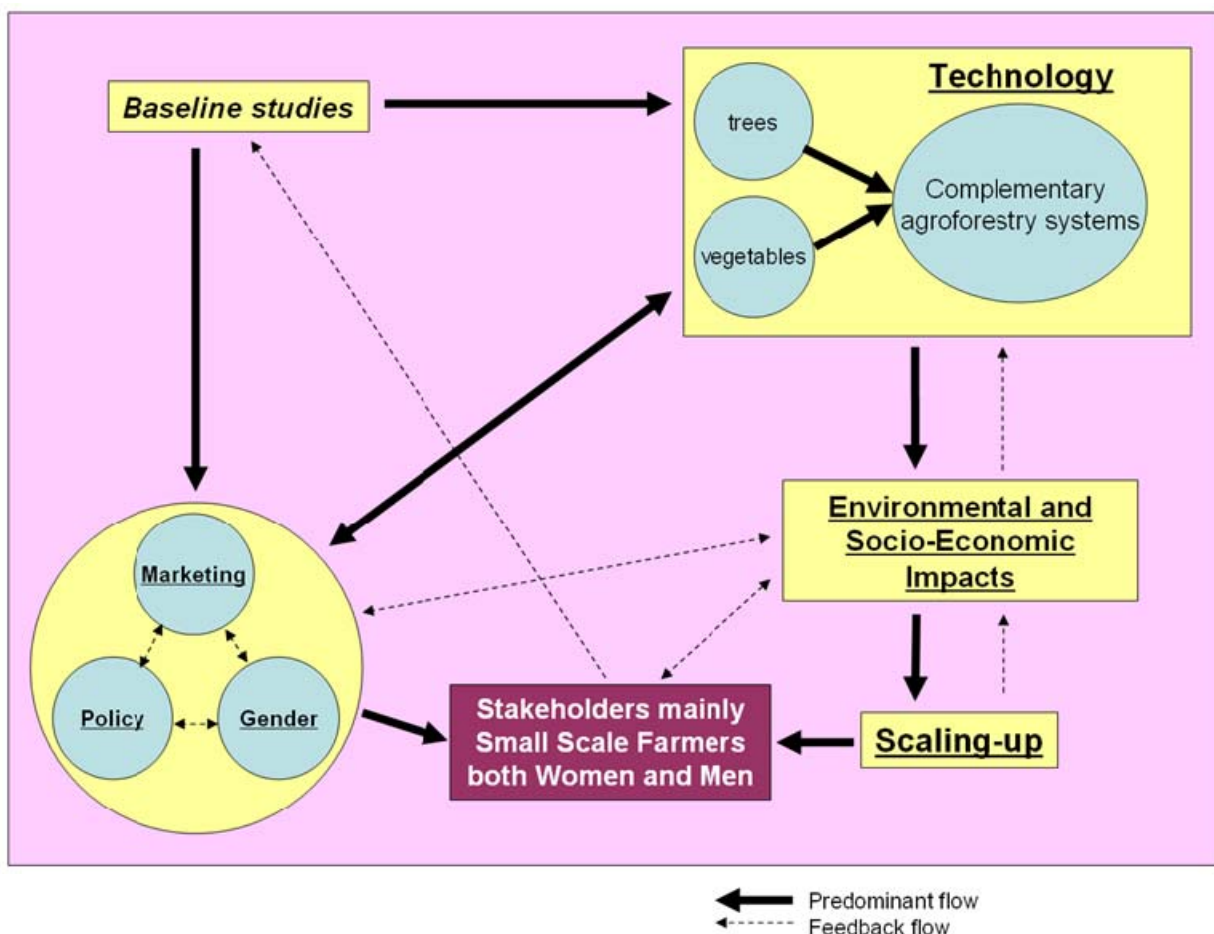 Baseline studies
Technology
trees
vegetables
Complementary
agroforestry systems
Environmental and
Socio-Economic
Impacts
Marketing
Policy
Gender
Stakeholders mainly
Small Scale Farmers
both Women and Men
Scaling-up
Predominant flow
Feedback flow